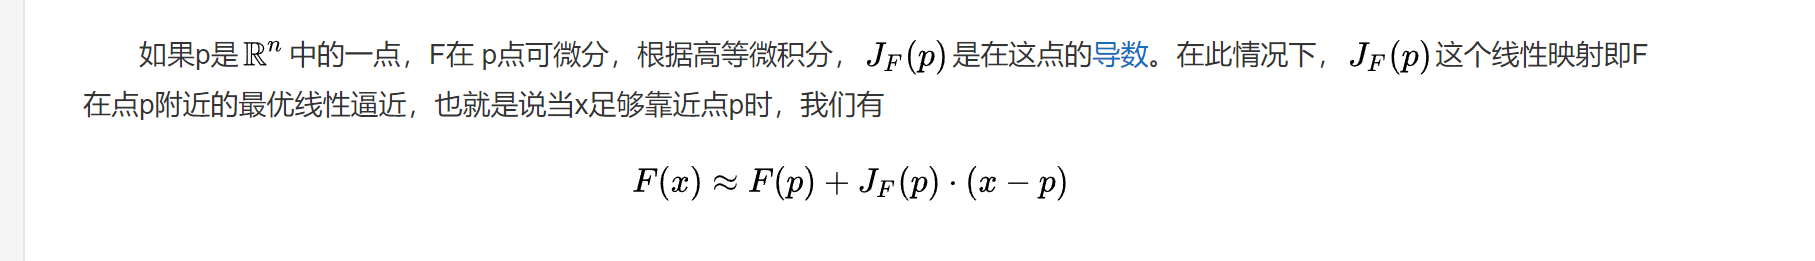 如果p是ℝⁿ 中的一点，F在 p点可微分，根据高等微积分， J_F(p)是在这点的导数。在此情况下， J_F(p)这个线性映射即F
在点p附近的最优线性逼近，也就是说当x足够靠近点p时，我们有
F(x) ≈ F(p) + J_F(p) · (x − p)